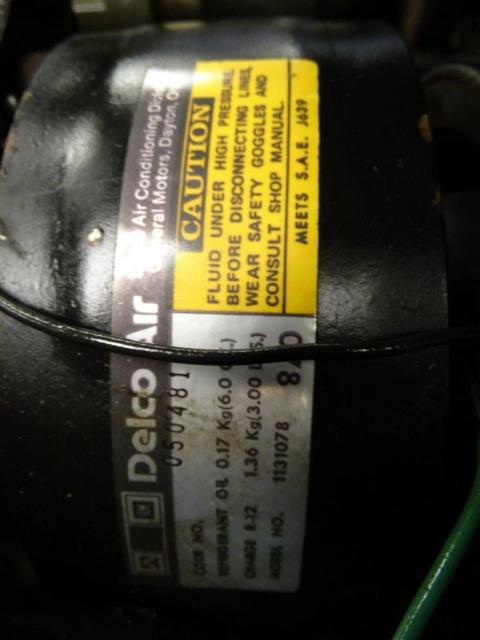 Delco Air
Air Conditioning
General Motors, Dayton,
CAUTION
FLUID UNDER HIGH PRESSURE.
BEFORE DISCONNECTING LINES,
WEAR SAFETY GOGGLES AND
CONSULT SHOP MANUAL.
MEETS S.A.E. J639
050481
CODE NO.
REFRIGERANT OIL 0.17 Kg(6.0
CHARGE R-12 1.36 Kg(3.00
MODEL NO. 1131078
840